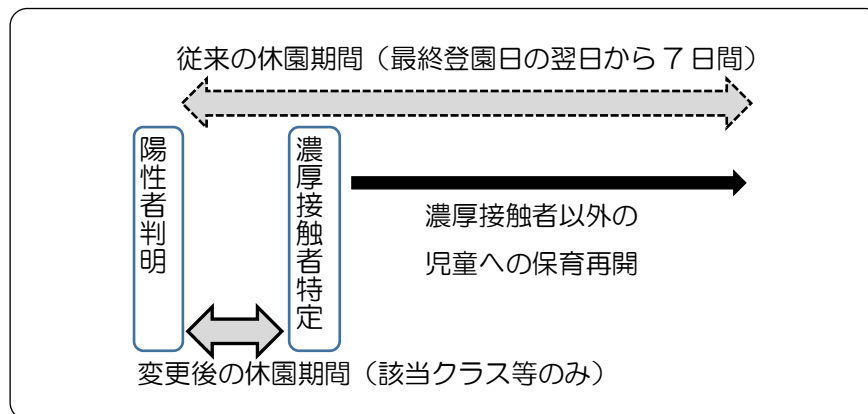 従来の休園期間（最終登園日の翌日から７日間）
陽性者判明
濃厚接触者特定
濃厚接触者以外の
児童への保育再開
変更後の休園期間（該当クラス等のみ）